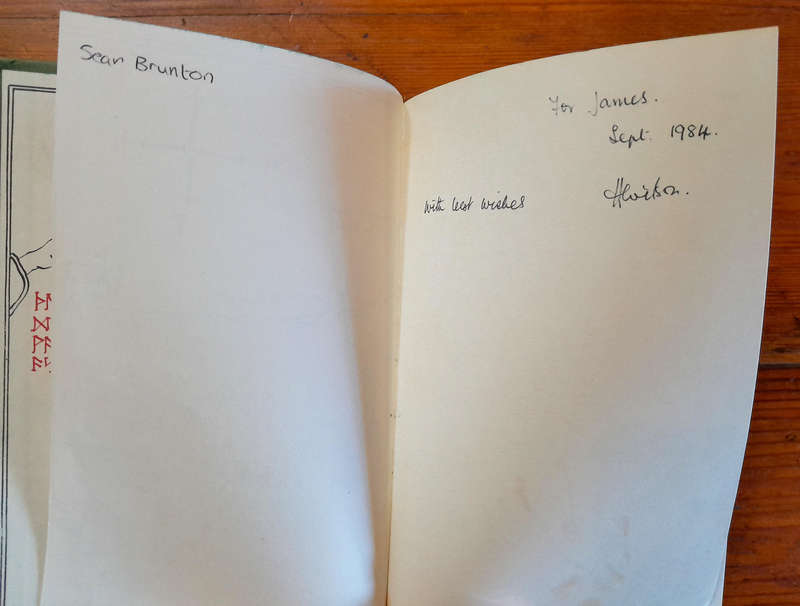 Sean Brunton
For James.
Sept. 1984.
with best wishes